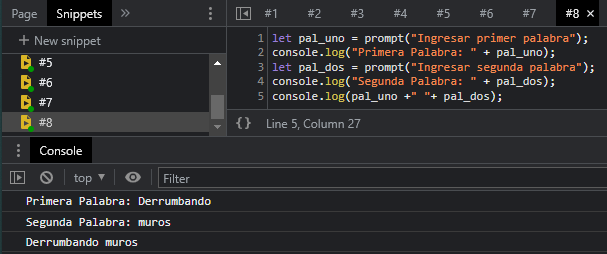 Page Snippets
#1 #2 #3 #4 #5 #6 #7 #8 ×
+ New snippet
#5
#6
#7
#8
1 let pal_uno = prompt("Ingresar primer palabra");
2 console.log("Primera Palabra: " + pal_uno);
3 let pal_dos = prompt("Ingresar segunda palabra");
4 console.log("Segunda Palabra: " + pal_dos);
5 console.log(pal_uno +" "+ pal_dos);
{} Line 5, Column 27
Console
top Filter
Primera Palabra: Derrumbando
Segunda Palabra: muros
Derrumbando muros